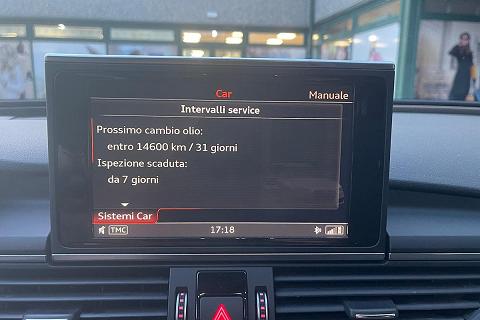 Car
Manuale
Intervalli service
Prossimo cambio olio:
entro 14600 km / 31 giorni
Ispezione scaduta:
da 7 giorni
Sistemi Car
TMC
17:18